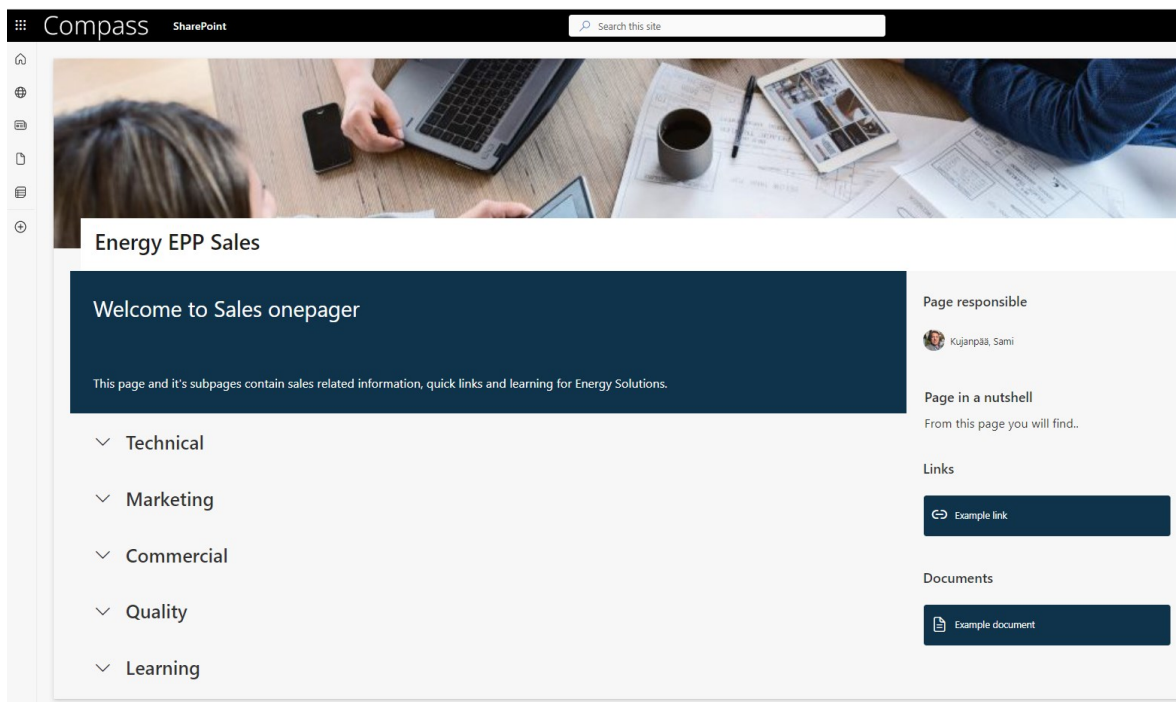 Compass SharePoint
Search this site
Energy EPP Sales
Welcome to Sales onepager
This page and it's subpages contain sales related information, quick links and learning for Energy Solutions.
Technical
Marketing
Commercial
Quality
Learning
Page responsible
Kujanpää, Sami
Page in a nutshell
From this page you will find..
Links
Example link
Documents
Example document